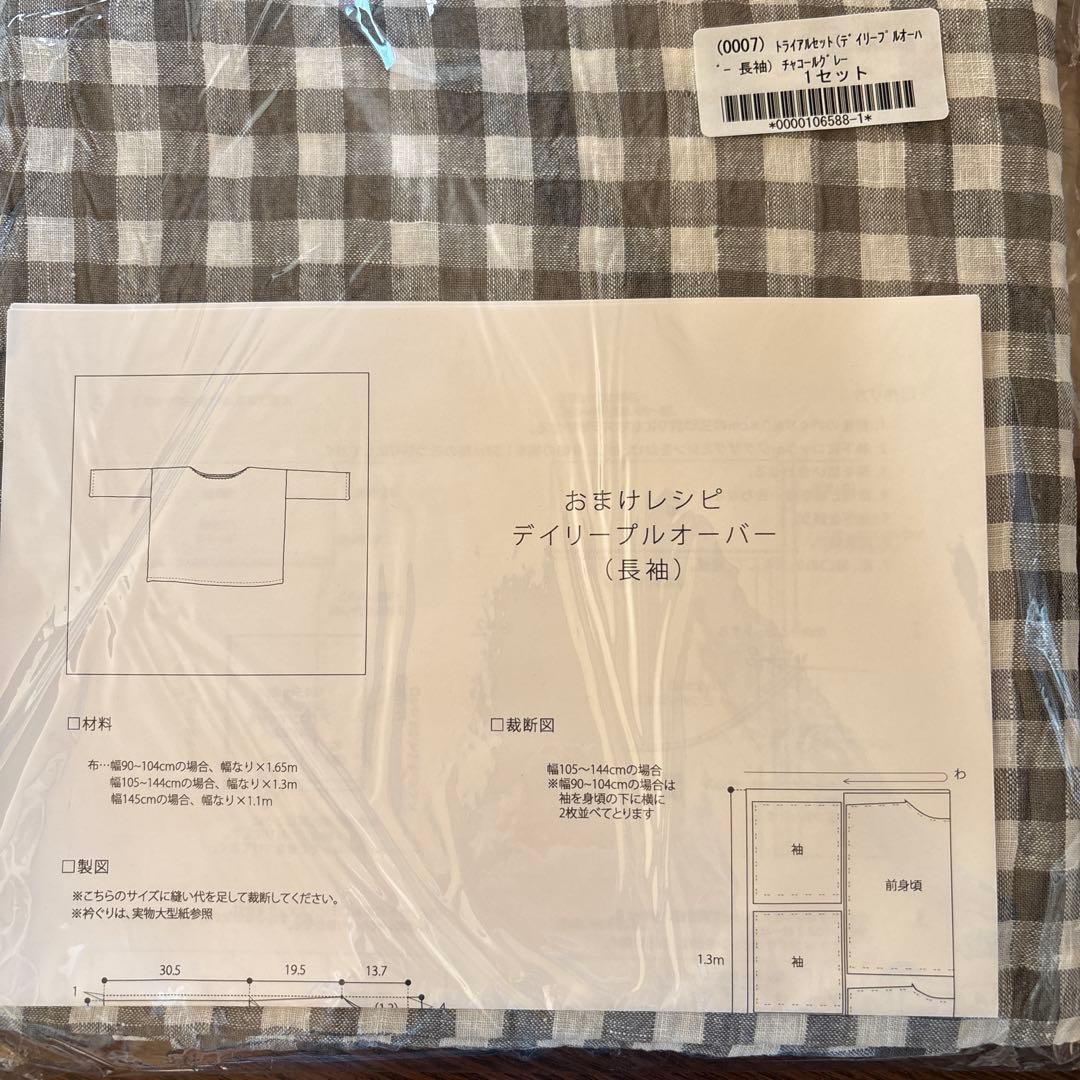 (0007) ﾄﾗｲｱﾙｾｯﾄ(ﾃﾞｲﾘｰﾌﾟﾙｵｰﾊ
ﾞｰ 長袖) ﾁｬｺｰﾙｸﾞﾚｰ
1セット
*0000106588-1*
おまけレシピ
デイリープルオーバー
(長袖)
□材料
布…幅90~104cmの場合、幅なり×1.65m
幅105~144cmの場合、幅なり×1.3m
幅145cmの場合、幅なり×1.1m
□製図
※こちらのサイズに縫い代を足して裁断してください。
※衿ぐりは、実物大型紙参照
30.5 19.5 13.7
1
□裁断図
幅105〜144cmの場合
※幅90~104cmの場合は
袖を身頃の下に横に
2枚並べてとります
わ
袖
前身頃
袖
1.3m